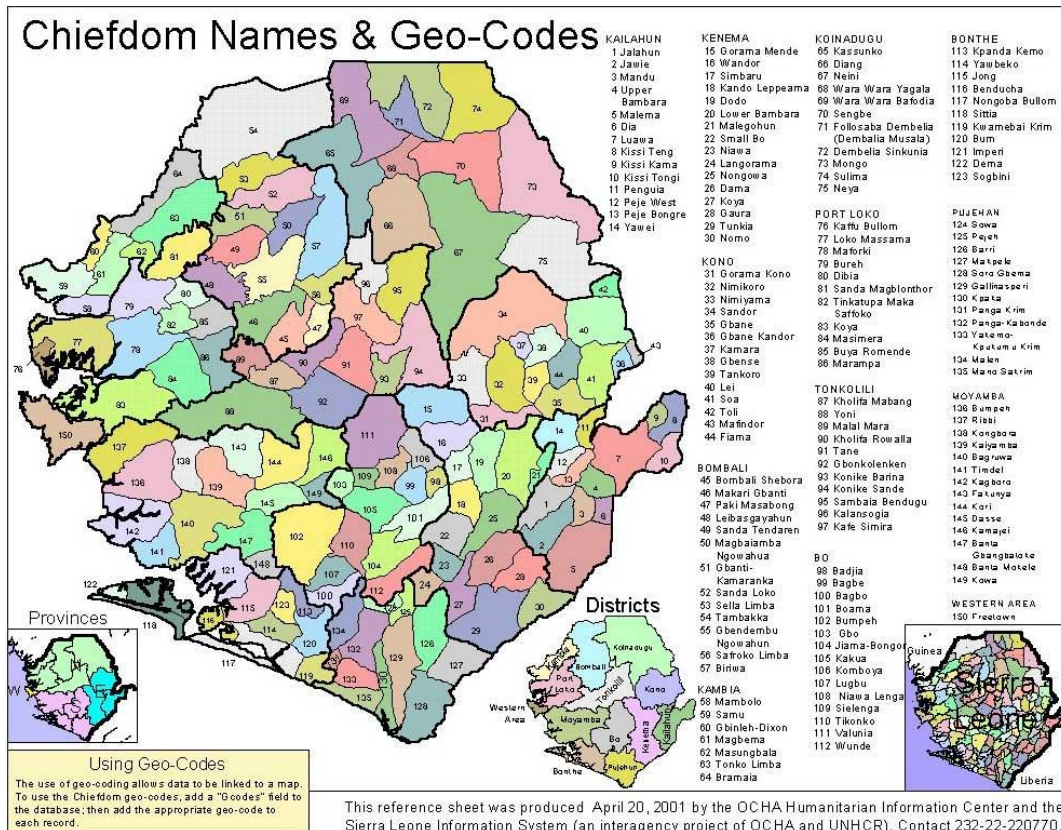 Chiefdom Names & Geo-Codes
KAILAHUN
1 Jalahun
2 Jawie
3 Mandu
4 Upper
Bambara
5 Malema
6 Dia
7 Luawa
8 Kissi Teng
9 Kissi Kama
10 Kissi Tongi
11 Penguia
12 Peje West
13 Peje Bongre
14 Yawei
KENEMA
15 Gorama Mende
16 Wandor
17 Simbaru
18 Kando Leppeama
19 Dodo
20 Lower Bambara
21 Malegohun
22 Small Bo
23 Niawa
24 Langorama
25 Nongowa
26 Dama
27 Koya
28 Gaura
29 Tunkia
30 Nomo
KONO
31 Gorama Kono
32 Nimikoro
33 Nimiyama
34 Sandor
35 Gbane
36 Gbane Kandor
37 Kamara
38 Gbense
39 Tankoro
40 Lei
41 Soa
42 Toli
43 Mafindor
44 Fiama
BOMBALI
45 Bombali Shebora
46 Makari Gbanti
47 Paki Masabong
48 Leibasgayahun
49 Sanda Tendaren
50 Magbaiamba
Ngowahua
51 Gbanti-
Kamaranka
52 Sanda Loko
53 Sella Limba
54 Tambakka
55 Gbendembu
Ngowahun
56 Safroko Limba
57 Biriwa
KAMBIA
58 Mambolo
59 Samu
60 Gbinleh-Dixon
61 Magbema
62 Masungbala
63 Tonko Limba
64 Bramaia
KOINADUGU
65 Kassunko
66 Diang
67 Neini
68 Wara Wara Yagala
69 Wara Wara Bafodia
70 Sengbe
71 Follosaba Dembelia
(Dembalia Musala)
72 Dembelia Sinkunia
73 Mongo
74 Sulima
75 Neya
PORT LOKO
76 Kaffu Bullom
77 Loko Massama
78 Maforki
79 Bureh
80 Dibia
81 Sanda Magblonthor
82 Tinkatupa Maka
Saffoko
83 Koya
84 Masimera
85 Buya Romende
86 Marampa
TONKOLILI
87 Kholifa Mabang
88 Yoni
89 Malal Mara
90 Kholifa Rowalla
91 Tane
92 Gbonkolenken
93 Konike Barina
94 Konike Sande
95 Sambaia Bendugu
96 Kalansogia
97 Kafe Simira
BO
98 Badjia
99 Bagbe
100 Bagbo
101 Boama
102 Bumpeh
103 Gbo
104 Jiama-Bongor
105 Kakua
106 Komboya
107 Lugbu
108 Niawa Lenga
109 Sielenga
110 Tikonko
111 Valunia
112 Wunde
BONTHE
113 Kpanda Kemo
114 Yawbeko
115 Jong
116 Benducha
117 Nongoba Bullom
118 Sittia
119 Kwamebai Krim
120 Bum
121 Imperi
122 Dema
123 Sogbini
PUJEHAN
124 Sowa
125 Pejeh
126 Barri
127 Makpele
128 Soro Gbema
129 Gallinasperi
130 Kpaka
131 Panga Krim
132 Panga-Kabonde
133 Yakemo-
Kpukuma Krim
134 Malen
135 Mano Sakrim
MOYAMBA
136 Bumpeh
137 Ribbi
138 Kongbora
139 Kaiyamba
140 Bagruwa
141 Timdel
142 Kagboro
143 Fakunya
144 Kori
145 Dasse
146 Kamajei
147 Banta
Gbangbatoke
148 Banta Mokele
149 Kowa
WESTERN AREA
150 Freetown
Provinces
N
W
S
E
Districts
Koinadugu
Bombali
Kambia
Port
Loko
Tonkolili
Kono
Western
Area
Moyamba
Bo
Kenema
Kailahun
Bonthe
Pujehun
Guinea
Sierra
Leone
Liberia
Using Geo-Codes
The use of geo-coding allows data to be linked to a map.
To use the Chiefdom geo-codes, add a "Gcodes" field to
the database; then add the appropriate geo-code to
each record.
This reference sheet was produced April 20, 2001 by the OCHA Humanitarian Information Center and the
Sierra Leone Information System (an interagency project of OCHA and UNHCR). Contact 232-22-220770.